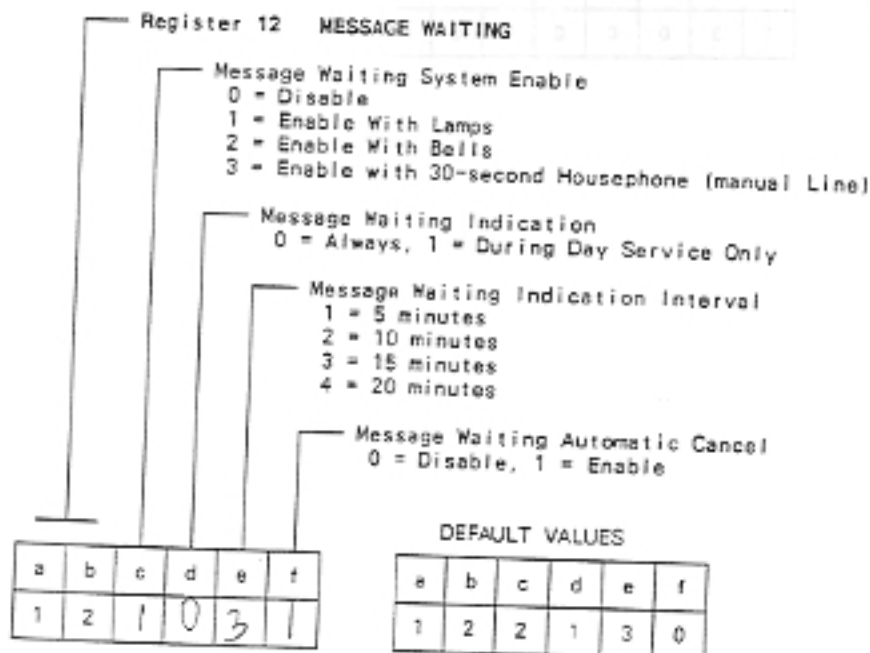 Register 12 MESSAGE WAITING
Message Waiting System Enable
0 = Disable
1 = Enable With Lamps
2 = Enable With Bells
3 = Enable with 30-second Housephone (manual Line)
Message Waiting Indication
0 = Always, 1 = During Day Service Only
Message Waiting Indication Interval
1 = 5 minutes
2 = 10 minutes
3 = 15 minutes
4 = 20 minutes
Message Waiting Automatic Cancel
0 = Disable, 1 = Enable
DEFAULT VALUES
a b c d e f
1 2 1 0 3 1
a b c d e f
1 2 2 1 3 0